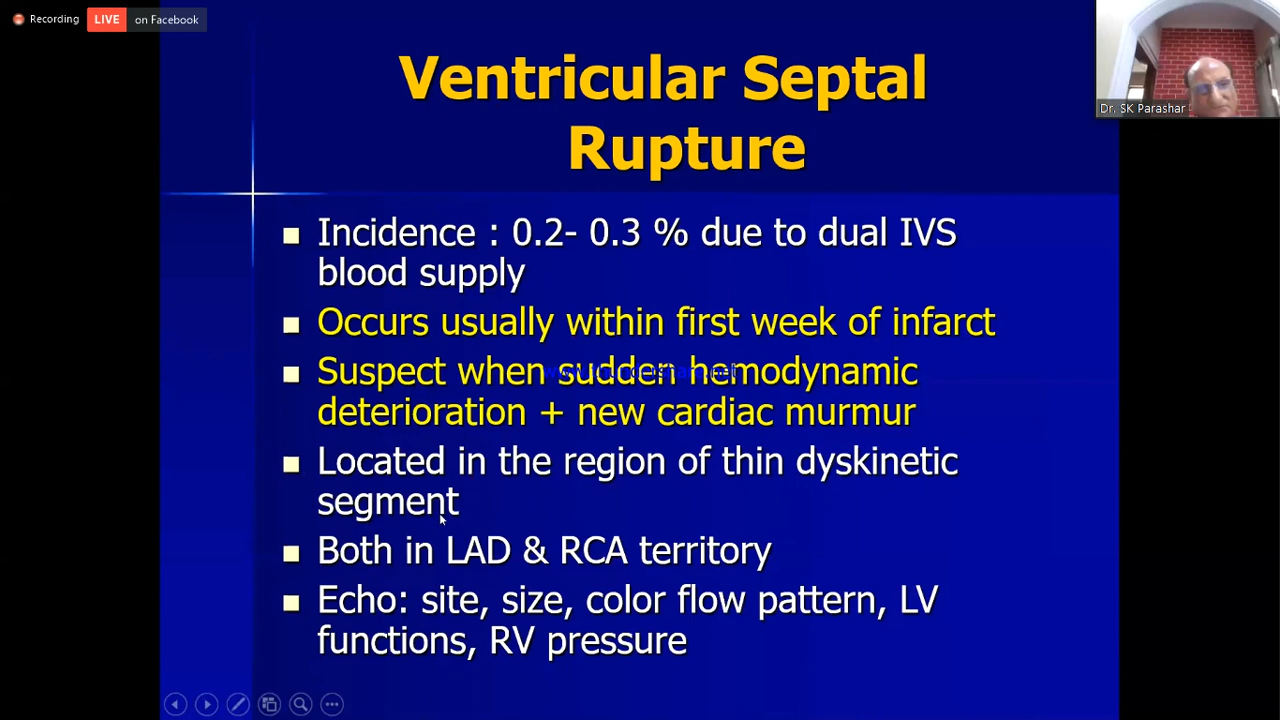 Recording
LIVE on Facebook
Dr. SK Parashar
Ventricular Septal
Rupture
Incidence : 0.2- 0.3 % due to dual IVS
blood supply
Occurs usually within first week of infarct
Suspect when sudden hemodynamic
deterioration + new cardiac murmur
Located in the region of thin dyskinetic
segment
Both in LAD & RCA territory
Echo: site, size, color flow pattern, LV
functions, RV pressure